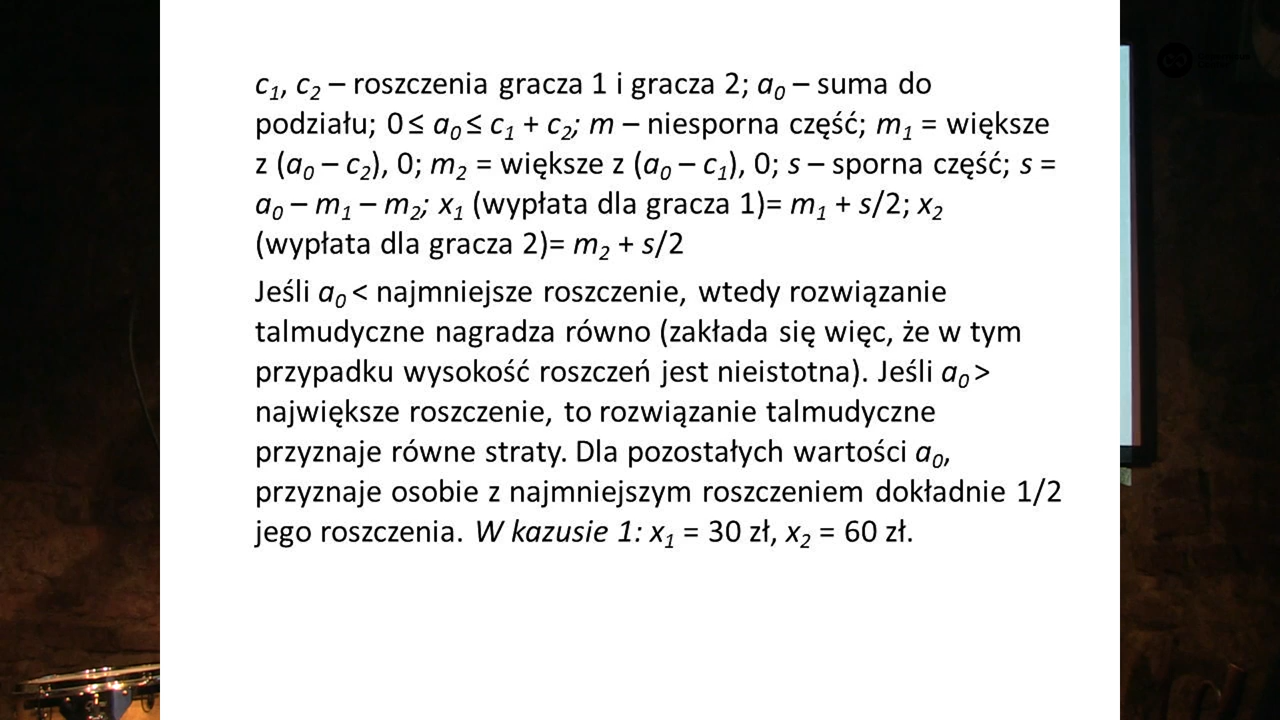 c₁, c₂ – roszczenia gracza 1 i gracza 2; a₀ – suma do
podziału; 0≤ a₀≤ c₁ + c₂; m – niesporna część; m₁ = większe
z (a₀ – c₂), 0; m₂ = większe z (a₀ – c₁), 0; s – sporna część; s =
a₀ – m₁ – m₂; x₁ (wypłata dla gracza 1)= m₁ + s/2; x₂
(wypłata dla gracza 2)= m₂ + s/2
Jeśli a₀ < najmniejsze roszczenie, wtedy rozwiązanie
talmudyczne nagradza równo (zakłada się więc, że w tym
przypadku wysokość roszczeń jest nieistotna). Jeśli a₀ >
największe roszczenie, to rozwiązanie talmudyczne
przyznaje równe straty. Dla pozostałych wartości a₀,
przyznaje osobie z najmniejszym roszczeniem dokładnie 1/2
jego roszczenia. W kazusie 1: x₁ = 30 zł, x₂ = 60 zł.